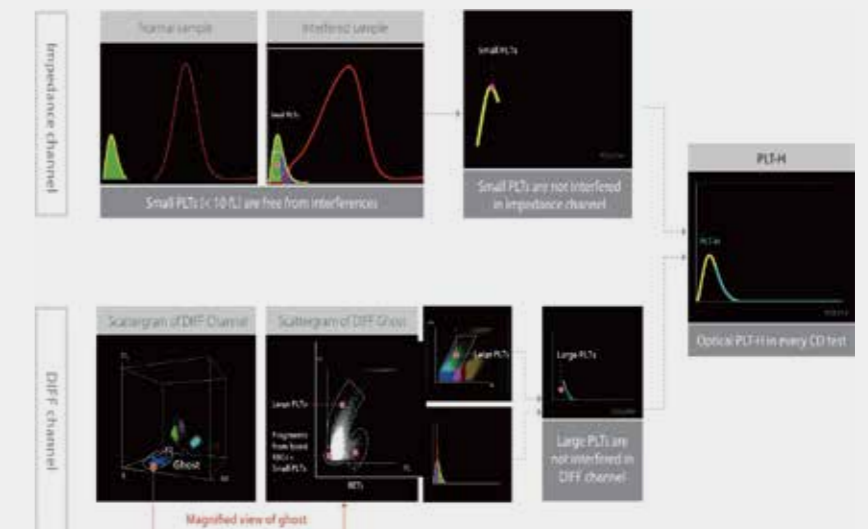 Impedance channel
Normal sample
Interfered sample
Small PLTs
Small PLTs
Small PLTs (< 10 fL) are free from interferences
Small PLTs are not interfered
in impedance channel
PLT-H
Optical PLT-H in every CD test
DIFF channel
Scattergram of DIFF Channel
Scattergram of DIFF Ghost
Ghost
Large PLTs
Fragments
from lysed
RBCs +
Small PLTs
RETs
Large PLTs
Large PLTs
Large PLTs are
not interfered in
DIFF channel
Magnified view of ghost